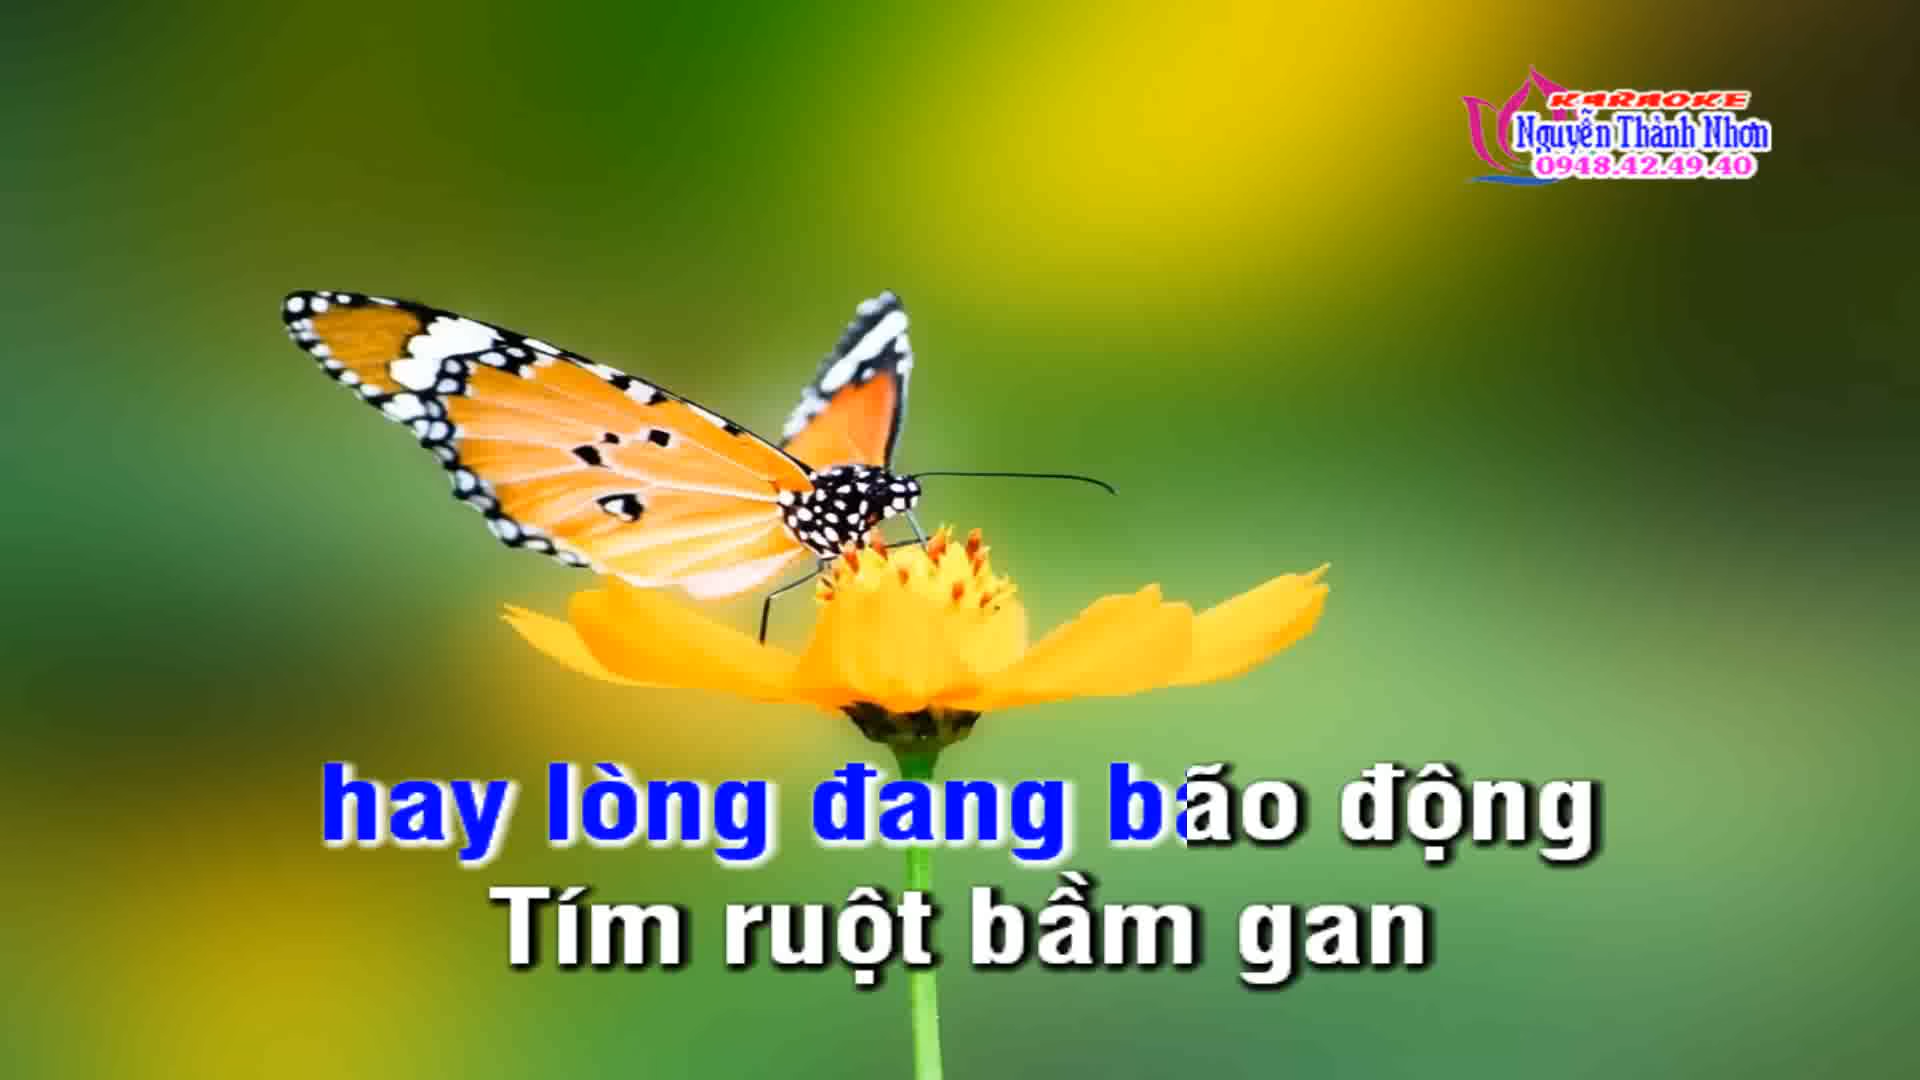 KARAOKE
Nguyễn Thành Nhơn
0948.42.49.40
hay lòng đang bão động
Tím ruột bầm gan